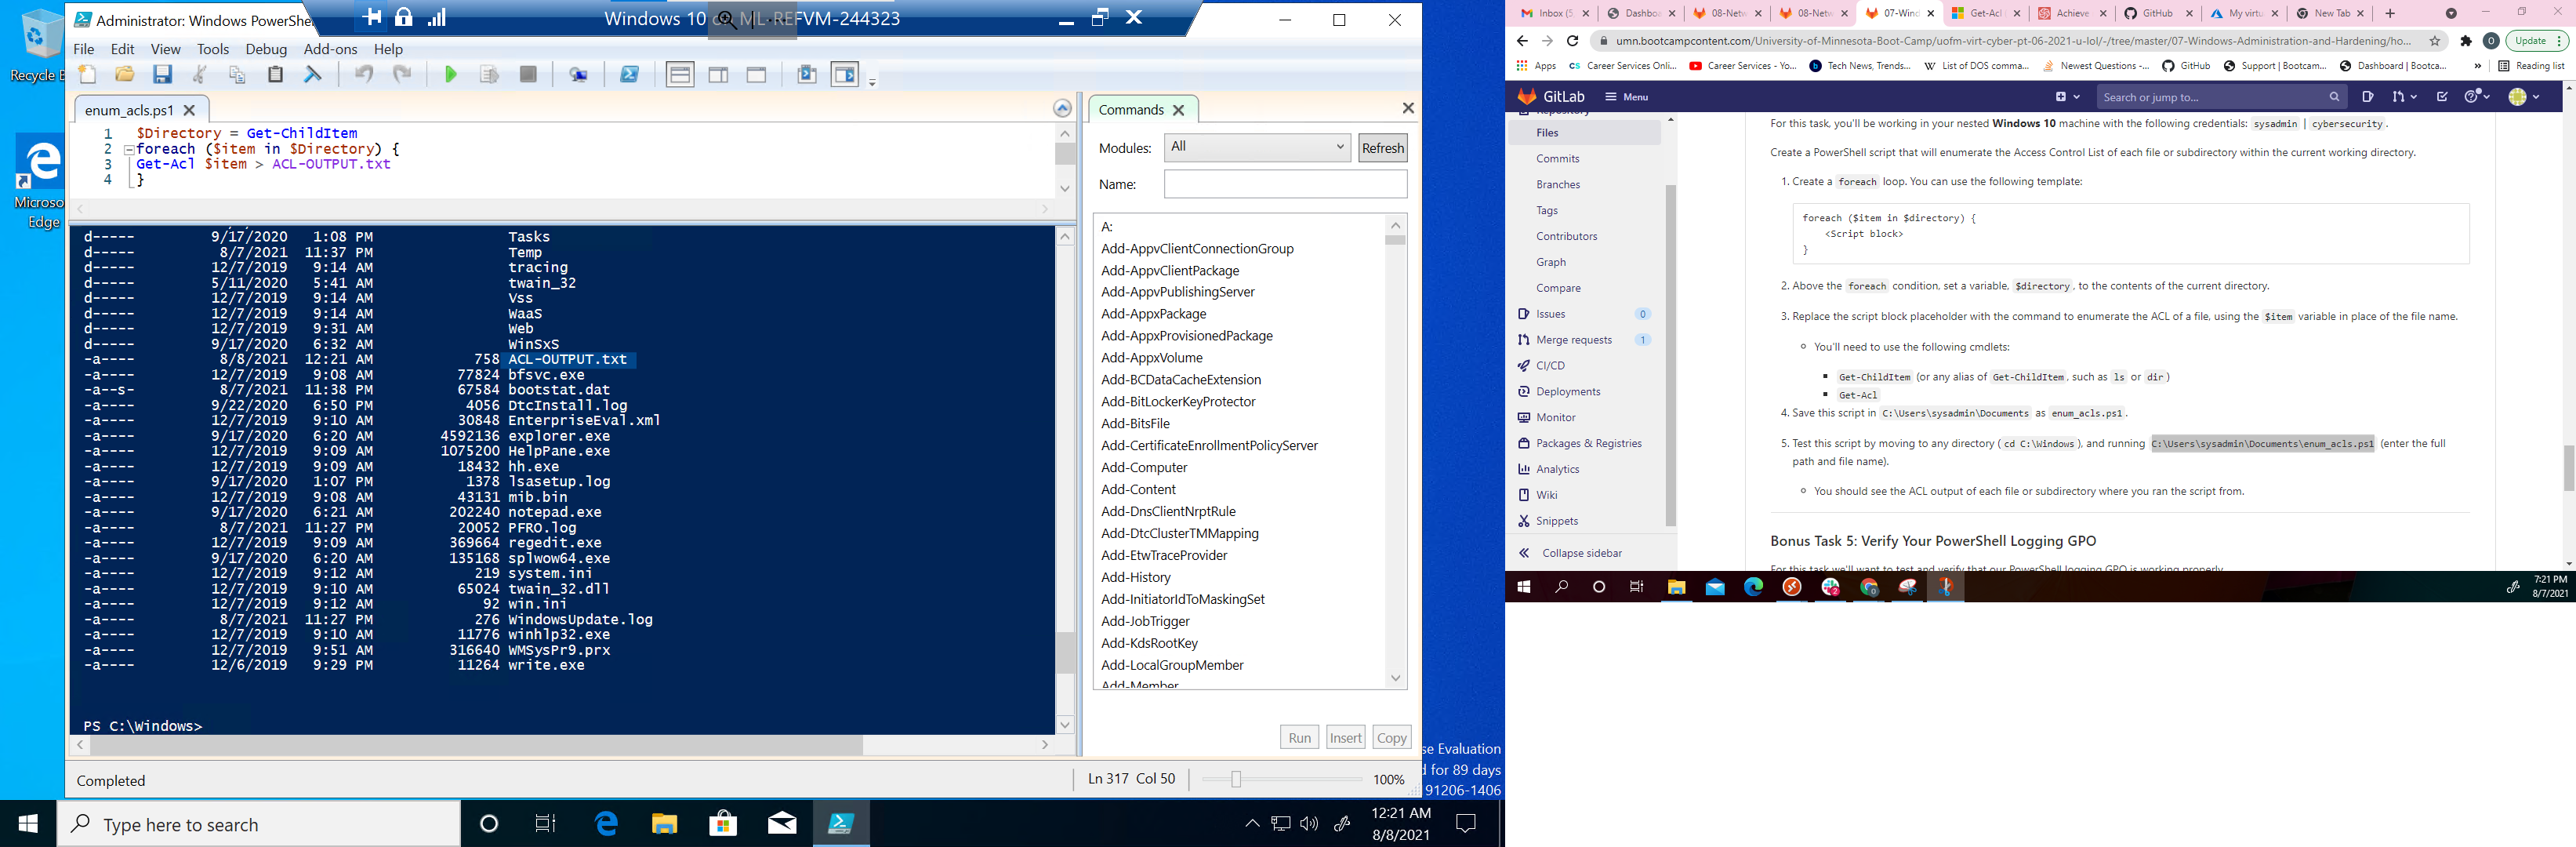 Recycle B
Microso
Edge
Administrator: Windows PowerShel
Windows 10 
ML-REFVM-244323
File Edit View Tools Debug Add-ons Help
enum_acls.ps1
1 $Directory = Get-ChildItem
2 foreach ($item in $Directory) {
3 Get-Acl $item > ACL-OUTPUT.txt
4 }
d----- 9/17/2020 1:08 PM Tasks
d----- 8/7/2021 11:37 PM Temp
d----- 12/7/2019 9:14 AM tracing
d----- 5/11/2020 5:41 AM twain_32
d----- 12/7/2019 9:14 AM Vss
d----- 12/7/2019 9:14 AM WaaS
d----- 12/7/2019 9:31 AM Web
d----- 9/17/2020 6:32 AM WinSxS
-a---- 8/8/2021 12:21 AM 758 ACL-OUTPUT.txt
-a---- 12/7/2019 9:08 AM 77824 bfsvc.exe
-a--s- 8/7/2021 11:38 PM 67584 bootstat.dat
-a---- 9/22/2020 6:50 PM 4056 DtcInstall.log
-a---- 12/7/2019 9:10 AM 30848 EnterpriseEval.xml
-a---- 9/17/2020 6:20 AM 4592136 explorer.exe
-a---- 12/7/2019 9:09 AM 1075200 HelpPane.exe
-a---- 12/7/2019 9:09 AM 18432 hh.exe
-a---- 9/17/2020 1:07 PM 1378 lsasetup.log
-a---- 12/7/2019 9:08 AM 43131 mib.bin
-a---- 9/17/2020 6:21 AM 202240 notepad.exe
-a---- 8/7/2021 11:27 PM 20052 PFRO.log
-a---- 12/7/2019 9:09 AM 369664 regedit.exe
-a---- 9/17/2020 6:20 AM 135168 splwow64.exe
-a---- 12/7/2019 9:12 AM 219 system.ini
-a---- 12/7/2019 9:10 AM 65024 twain_32.dll
-a---- 12/7/2019 9:12 AM 92 win.ini
-a---- 8/7/2021 11:27 PM 276 WindowsUpdate.log
-a---- 12/7/2019 9:10 AM 11776 winhlp32.exe
-a---- 12/7/2019 9:51 AM 316640 WMSysPr9.prx
-a---- 12/6/2019 9:29 PM 11264 write.exe
PS C:\Windows>
Completed
Ln 317 Col 50
100%
Commands
Modules: All Refresh
Name:
A:
Add-AppvClientConnectionGroup
Add-AppvClientPackage
Add-AppvPublishingServer
Add-AppxPackage
Add-AppxProvisionedPackage
Add-AppxVolume
Add-BCDataCacheExtension
Add-BitLockerKeyProtector
Add-BitsFile
Add-CertificateEnrollmentPolicyServer
Add-Computer
Add-Content
Add-DnsClientNrptRule
Add-DtcClusterTMMapping
Add-EtwTraceProvider
Add-History
Add-InitiatorIdToMaskingSet
Add-JobTrigger
Add-KdsRootKey
Add-LocalGroupMember
Add-Member
Run Insert Copy
se Evaluation
d for 89 days
91206-1406
Type here to search
12:21 AM
8/8/2021
Inbox (5 Dashboa 08-Netw 08-Netw 07-Wind Get-Acl Achieve GitHub My virtu New Tab
umn.bootcampcontent.com/University-of-Minnesota-Boot-Camp/uofm-virt-cyber-pt-06-2021-u-lol/-/tree/master/07-Windows-Administration-and-Hardening/ho...
Update
Apps Career Services Onli... Career Services - Yo... Tech News, Trends... List of DOS comma... Newest Questions -... GitHub Support | Bootcam... Dashboard | Bootca... » Reading list
GitLab Menu Search or jump to...
Repository
Files
Commits
Branches
Tags
Contributors
Graph
Compare
Issues 0
Merge requests 1
CI/CD
Deployments
Monitor
Packages & Registries
Analytics
Wiki
Snippets
Collapse sidebar
For this task, you'll be working in your nested Windows 10 machine with the following credentials: sysadmin | cybersecurity .
Create a PowerShell script that will enumerate the Access Control List of each file or subdirectory within the current working directory.
1. Create a foreach loop. You can use the following template:
foreach ($item in $directory) {
<Script block>
}
2. Above the foreach condition, set a variable, $directory , to the contents of the current directory.
3. Replace the script block placeholder with the command to enumerate the ACL of a file, using the $item variable in place of the file name.
You'll need to use the following cmdlets:
Get-ChildItem (or any alias of Get-ChildItem , such as ls or dir )
Get-Acl
4. Save this script in C:\Users\sysadmin\Documents as enum_acls.ps1 .
5. Test this script by moving to any directory ( cd C:\Windows ), and running C:\Users\sysadmin\Documents\enum_acls.ps1 (enter the full
path and file name).
You should see the ACL output of each file or subdirectory where you ran the script from.
Bonus Task 5: Verify Your PowerShell Logging GPO
For this task we'll want to test and verify that our PowerShell logging GPO is working properly.
7:21 PM
8/7/2021